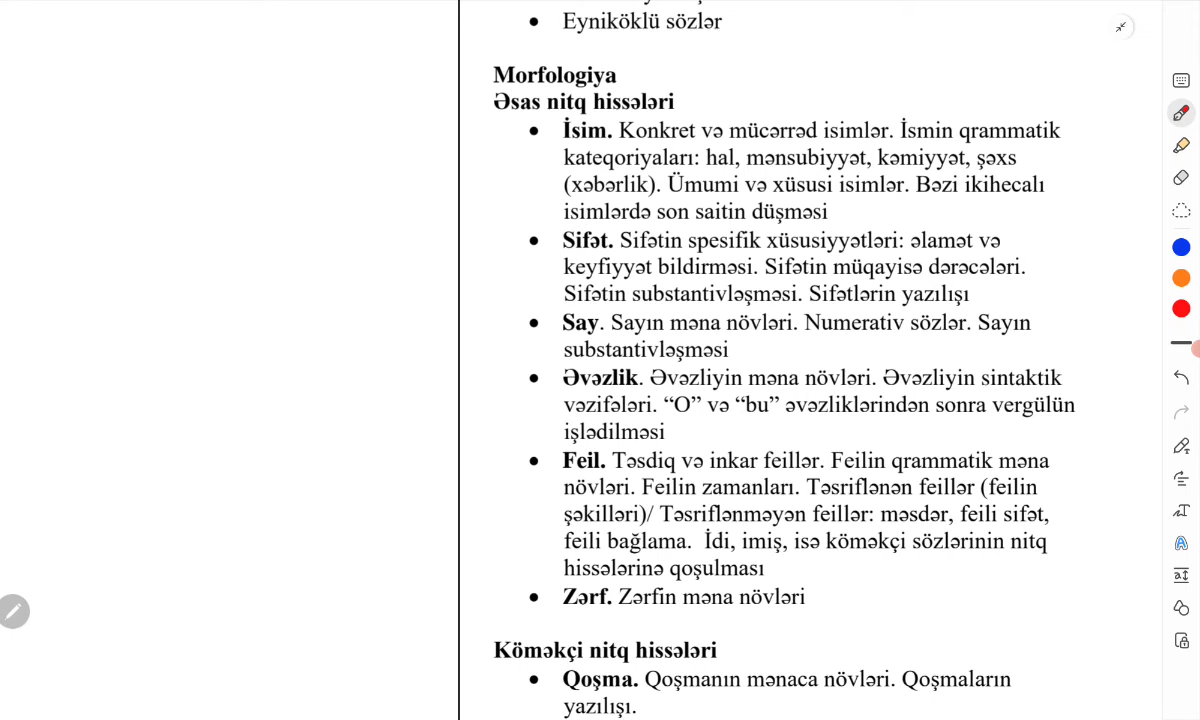 Eyniköklü sözlər
Morfologiya
Əsas nitq hissələri
İsim. Konkret və mücərrəd isimlər. İsmin qrammatik
kateqoriyaları: hal, mənsubiyyət, kəmiyyət, şəxs
(xəbərlik). Ümumi və xüsusi isimlər. Bəzi ikihecalı
isimlərdə son saitin düşməsi
Sifət. Sifətin spesifik xüsusiyyətləri: əlamət və
keyfiyyət bildirməsi. Sifətin müqayisə dərəcələri.
Sifətin substantivləşməsi. Sifətlərin yazılışı
Say. Sayın məna növləri. Numerativ sözlər. Sayın
substantivləşməsi
Əvəzlik. Əvəzliyin məna növləri. Əvəzliyin sintaktik
vəzifələri. “O” və “bu” əvəzliklərindən sonra vergülün
işlədilməsi
Feil. Təsdiq və inkar feillər. Feilin qrammatik məna
növləri. Feilin zamanları. Təsriflənən feillər (feilin
şəkilləri)/ Təsriflənməyən feillər: məsdər, feili sifət,
feili bağlama. İdi, imiş, isə köməkçi sözlərinin nitq
hissələrinə qoşulması
Zərf. Zərfin məna növləri
Köməkçi nitq hissələri
Qoşma. Qoşmanın mənaca növləri. Qoşmaların
yazılışı.